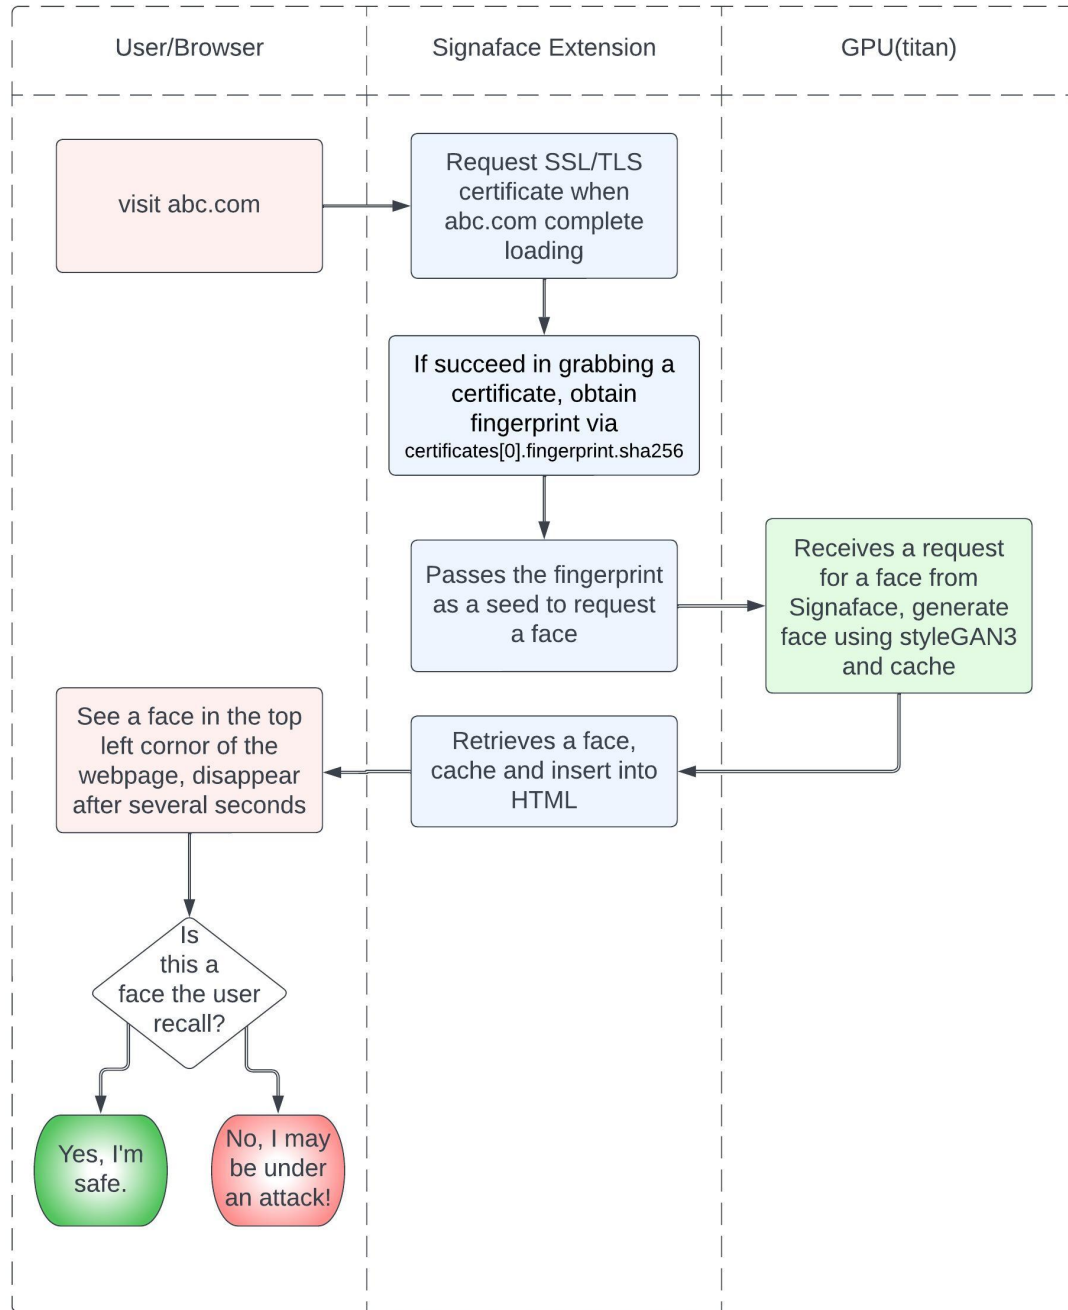 User/Browser
Signaface Extension
GPU(titan)
visit abc.com
Request SSL/TLS
certificate when
abc.com complete
loading
If succeed in grabbing a
certificate, obtain
fingerprint via
certificates[0].fingerprint.sha256
Passes the fingerprint
as a seed to request
a face
Receives a request
for a face from
Signaface, generate
face using styleGAN3
and cache
Retrieves a face,
cache and insert into
HTML
See a face in the top
left cornor of the
webpage, disappear
after several seconds
Is
this a
face the user
recall?
Yes, I'm
safe.
No, I may
be under
an attack!